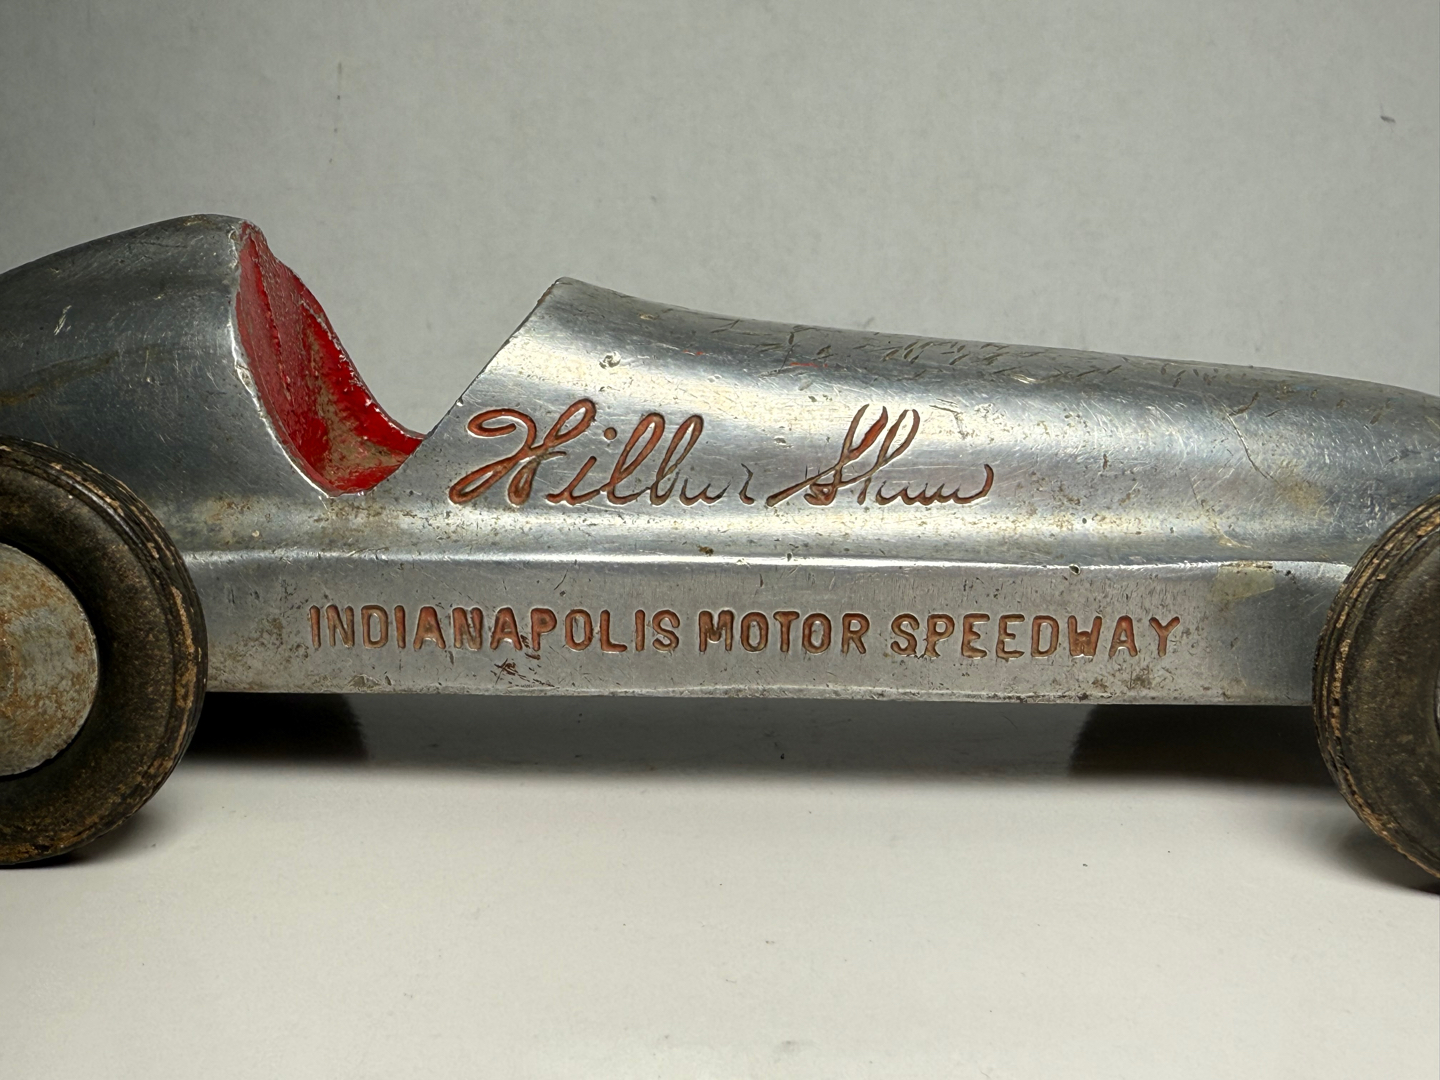 Wilbur Shaw
INDIANAPOLIS MOTOR SPEEDWAY